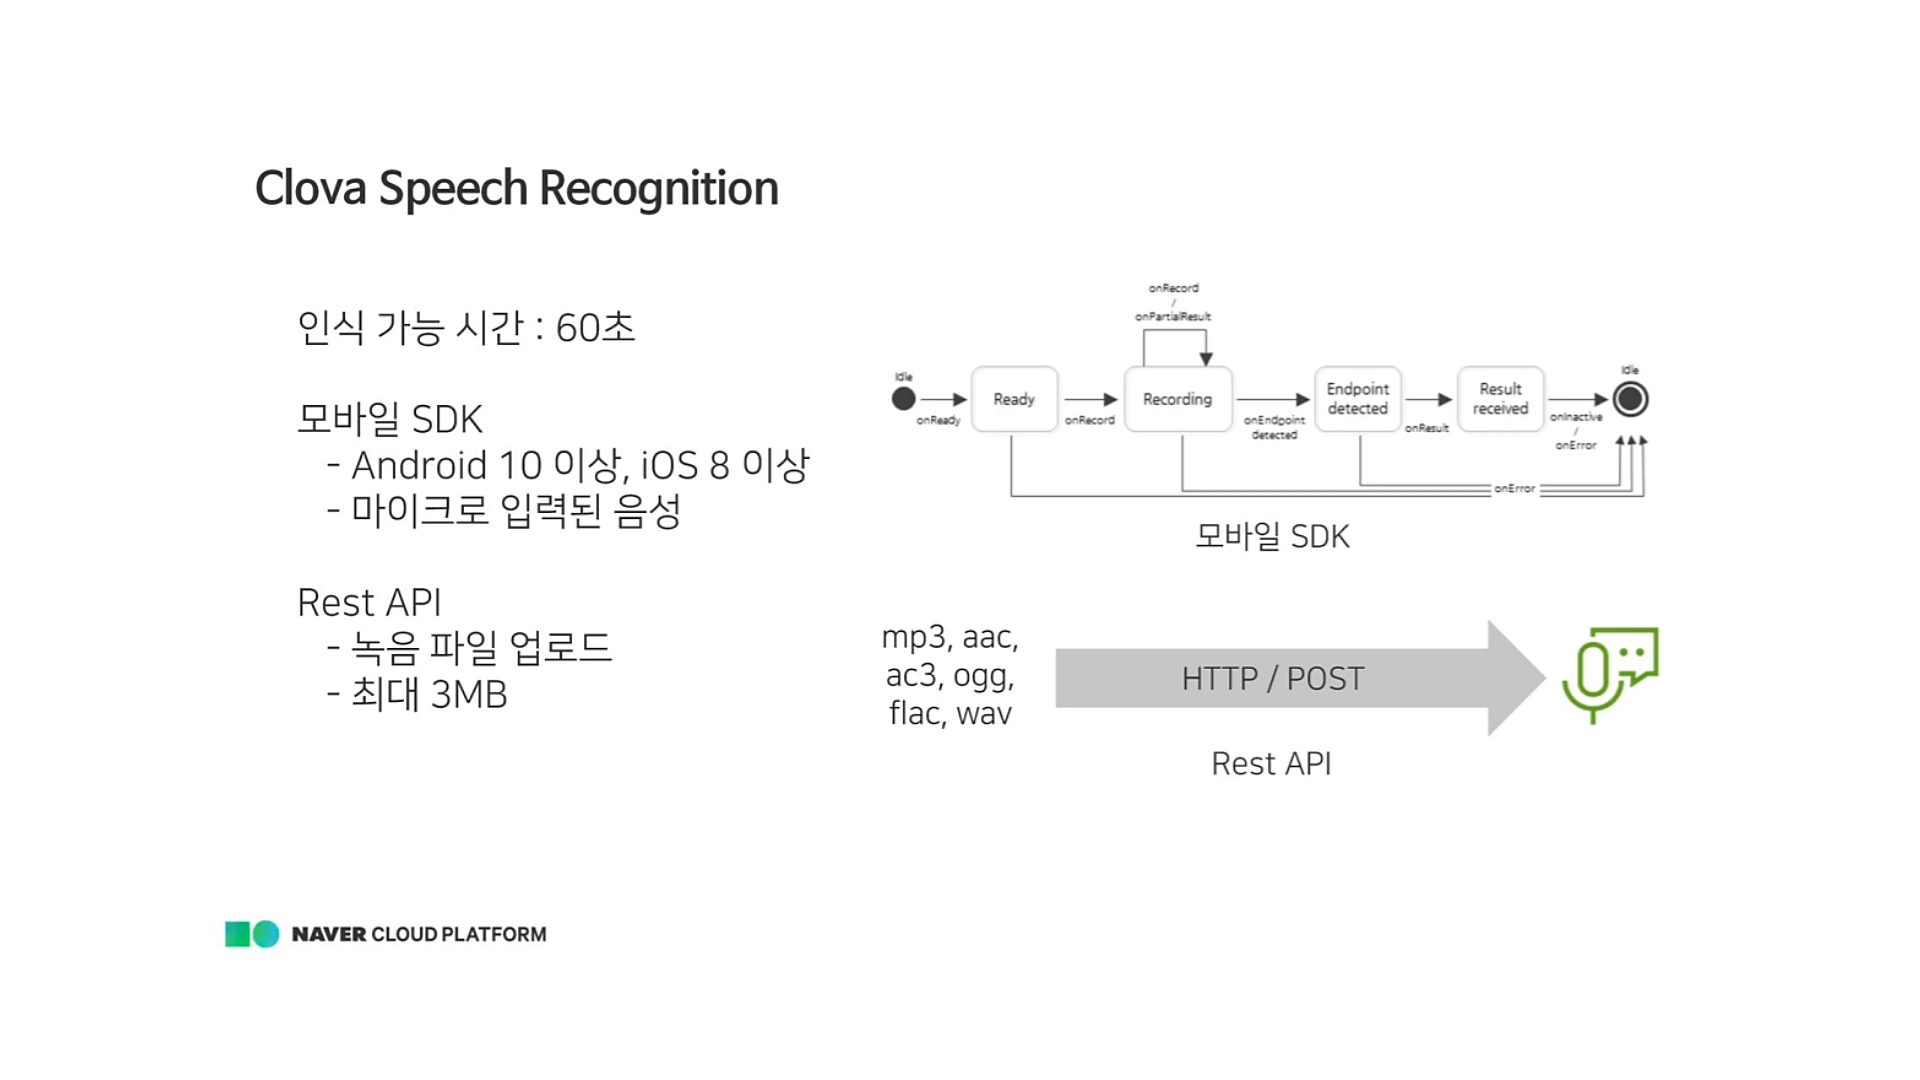 Clova Speech Recognition
인식 가능 시간 : 60초
모바일 SDK
- Android 10 이상, iOS 8 이상
- 마이크로 입력된 음성
Rest API
- 녹음 파일 업로드
- 최대 3MB
onRecord
/
onPartialResult
Idle
onReady
Ready
onRecord
Recording
onEndpoint
detected
Endpoint
detected
onResult
Result
received
onInactive
/
onError
Idle
onError
모바일 SDK
mp3, aac,
ac3, ogg,
flac, wav
HTTP / POST
Rest API
NAVER CLOUD PLATFORM